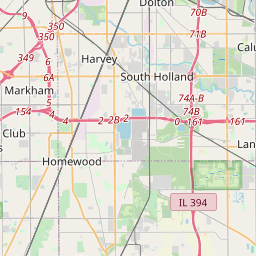 Dolton
70B
350
90
71B
350
Calu
Harvey
349
6A
South Holland
Markham
6
74A-B
5
74B
154
4
4
2-2B
2
0
161
161
Club
Lan
s
Homewood
IL 394